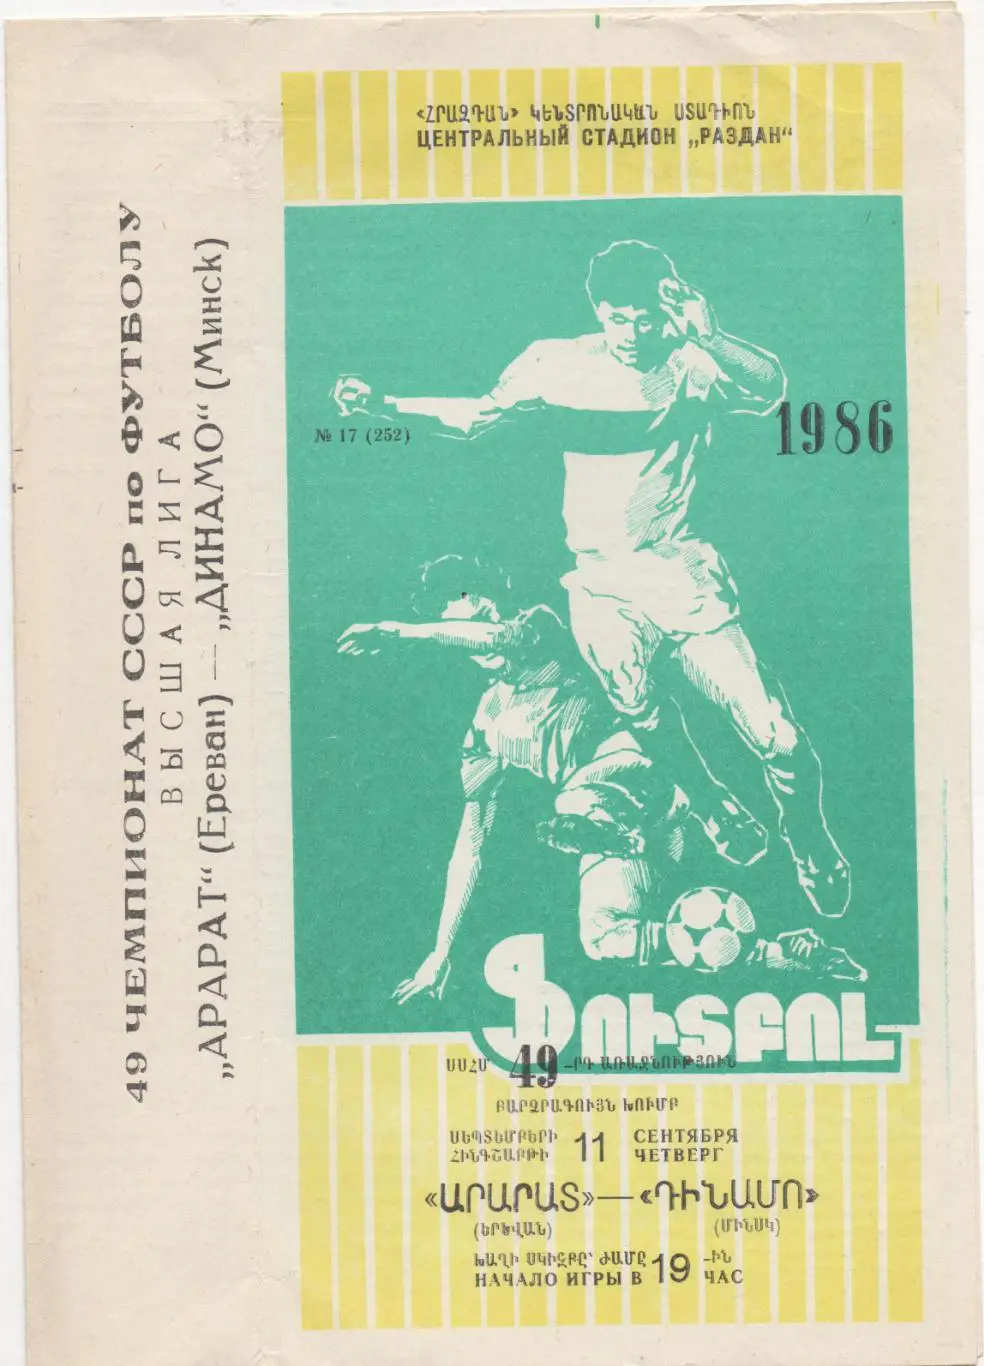 49 ЧЕМПИОНАТ СССР по ФУТБОЛУ
ВЫСШАЯ ЛИГА
„АРАРАТ“ (Ереван) — „ДИНАМО“ (Минск)
«ՀՐԱԶԴԱՆ» ԿԵՆՏՐՈՆԱԿԱՆ ՍՏԱԴԻՈՆ
ЦЕНТРАЛЬНЫЙ СТАДИОН „РАЗДАН“
№ 17 (252)
1986
ՖՈՒՏԲՈԼ
ՍՍՀՄ 49-ՐԴ ԱՌԱՋՆՈՒԹՅՈՒՆ
ԲԱՐՁՐԱԳՈՒՅՆ ԽՈՒՄԲ
ՍԵՊՏԵՄԲԵՐԻ 11 СЕНТЯБРЯ
ՀԻՆԳՇԱԲԹԻ ЧЕТВЕРГ
«ԱՐԱՐԱՏ» — «ԴԻՆԱՄՈ»
(ԵՐԵՎԱՆ) (ՄԻՆՍԿ)
ԽԱՂԻ ՍԿԻԶԲԸ՝ ԺԱՄԸ 19-ԻՆ
НАЧАЛО ИГРЫ В 19 ЧАС